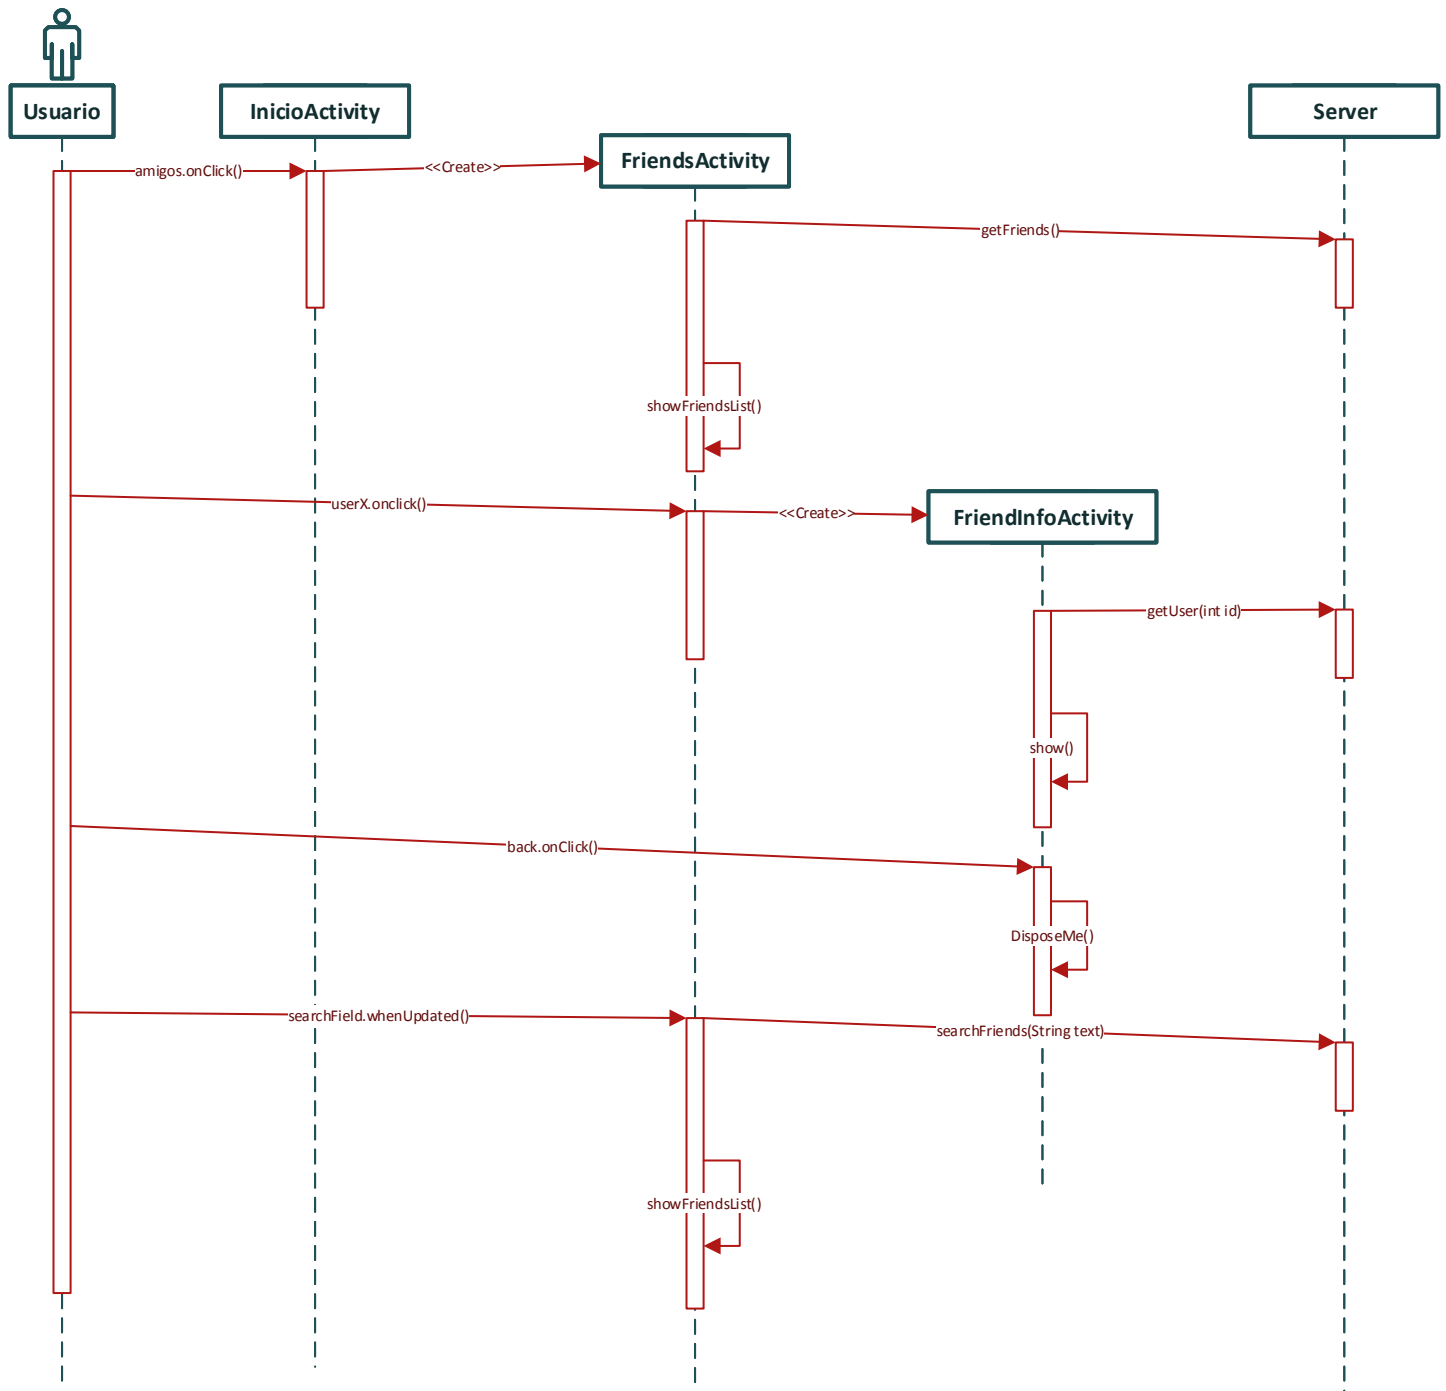 Usuario
InicioActivity
Server
FriendsActivity
amigos.onClick()
<<Create>>
getFriends()
showFriendsList()
userX.onclick()
<<Create>>
FriendInfoActivity
getUser(int id)
show()
back.onClick()
DisposeMe()
searchField.whenUpdated()
searchFriends(String text)
showFriendsList()